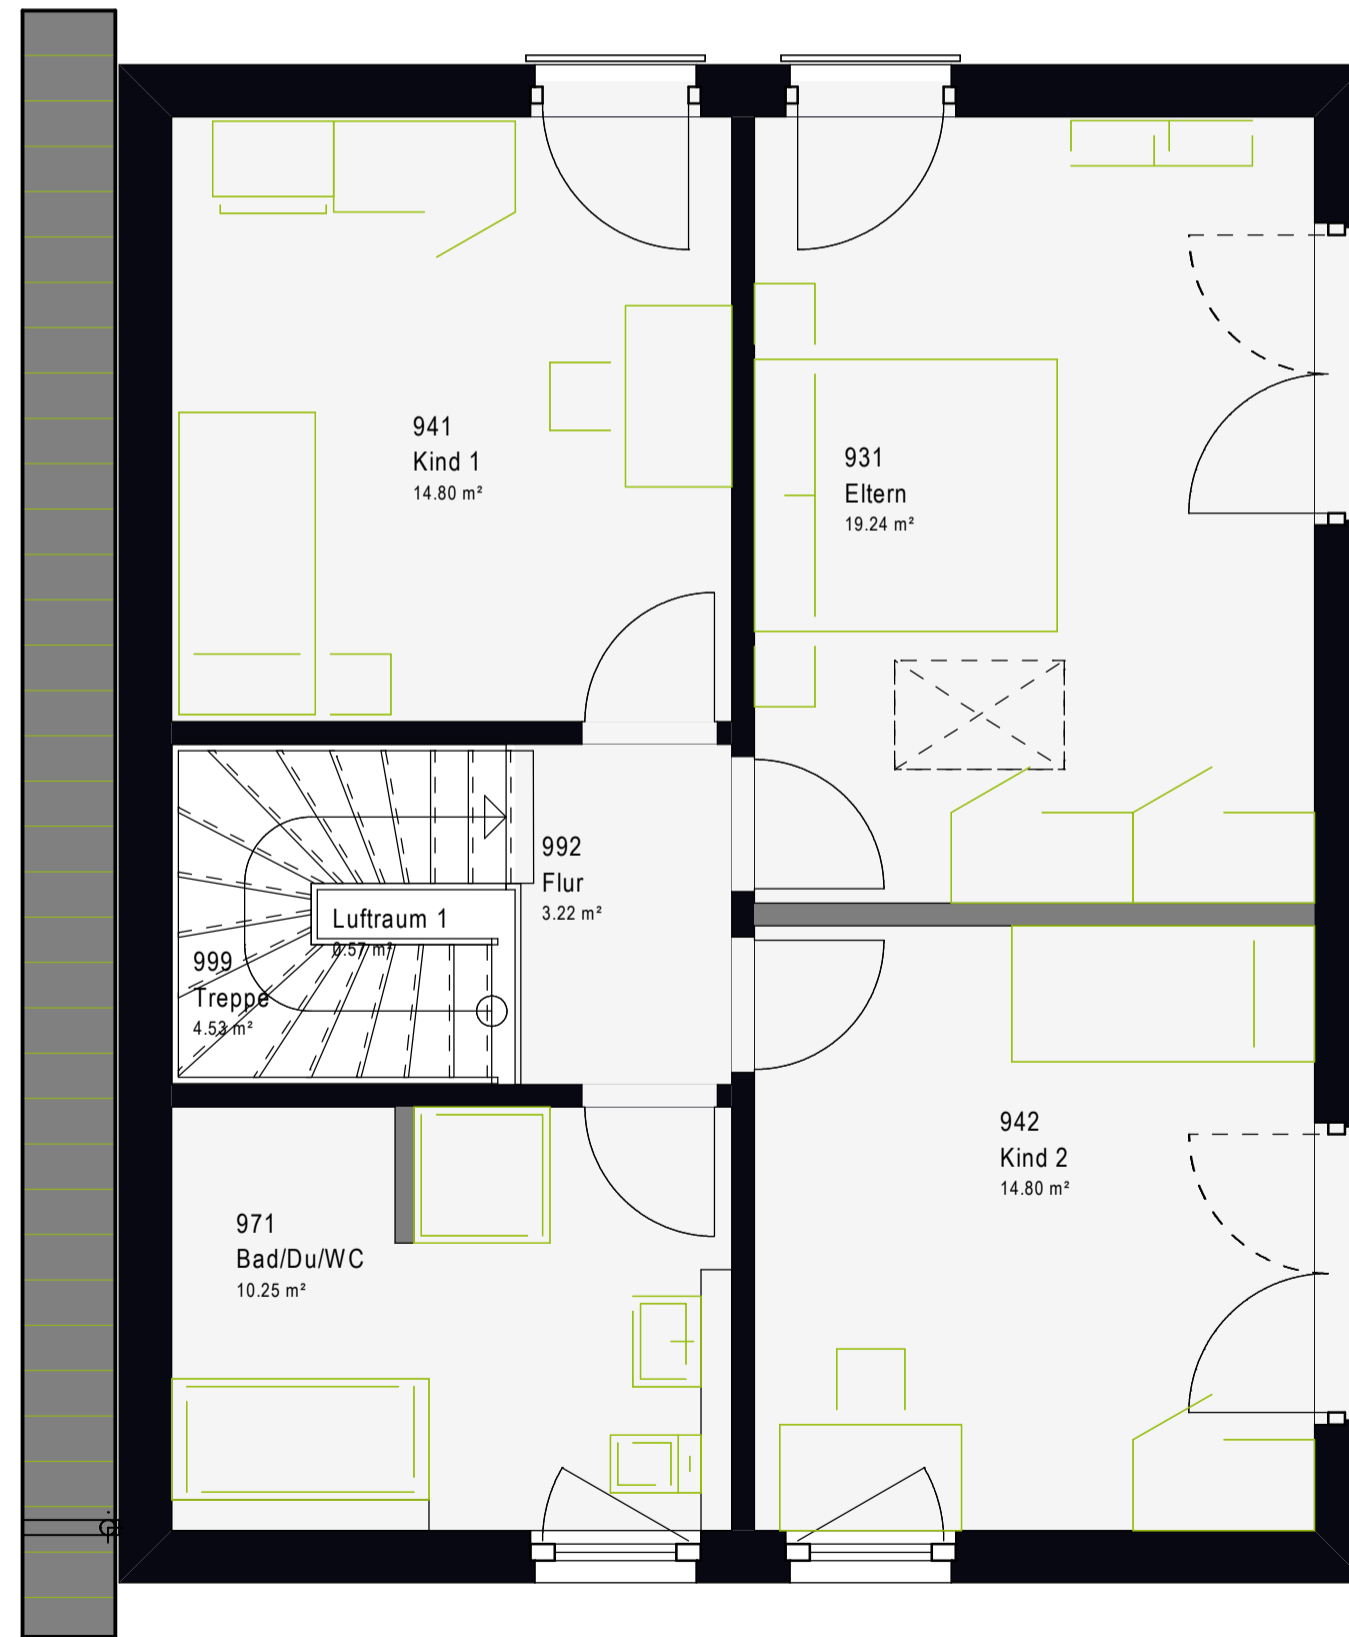 941
Kind 1
14.80 m²
931
Eltern
19.24 m²
992
Flur
3.22 m²
Luftraum 1
0.57 m²
999
Treppe
4.53 m²
942
Kind 2
14.80 m²
971
Bad/Du/WC
10.25 m²